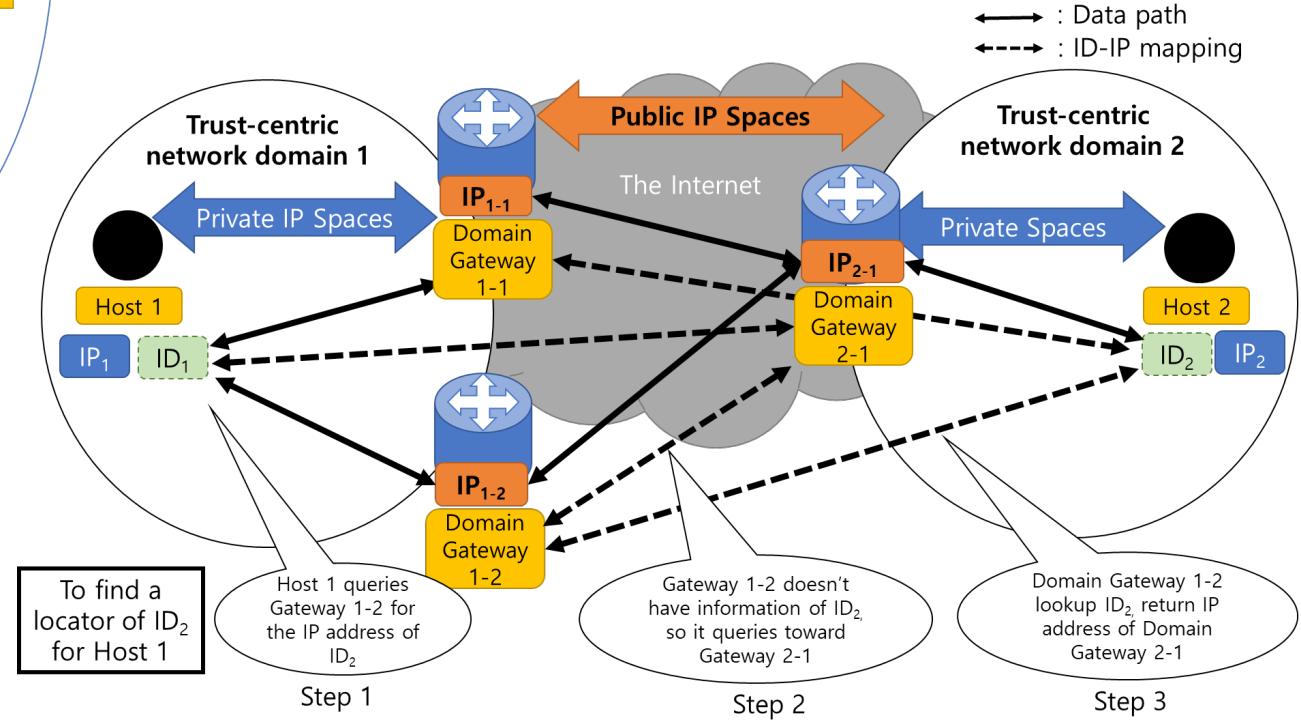 : Data path
: ID-IP mapping
Trust-centric
network domain 1
Public IP Spaces
Trust-centric
network domain 2
The Internet
Private IP Spaces
IP1-1
Domain
Gateway
1-1
Private Spaces
IP2-1
Domain
Gateway
2-1
Host 1
IP1
ID1
Host 2
ID2
IP2
IP1-2
Domain
Gateway
1-2
To find a
locator of ID2
for Host 1
Host 1 queries
Gateway 1-2 for
the IP address of
ID2
Step 1
Gateway 1-2 doesn’t
have information of ID2,
so it queries toward
Gateway 2-1
Step 2
Domain Gateway 1-2
lookup ID2, return IP
address of Domain
Gateway 2-1
Step 3